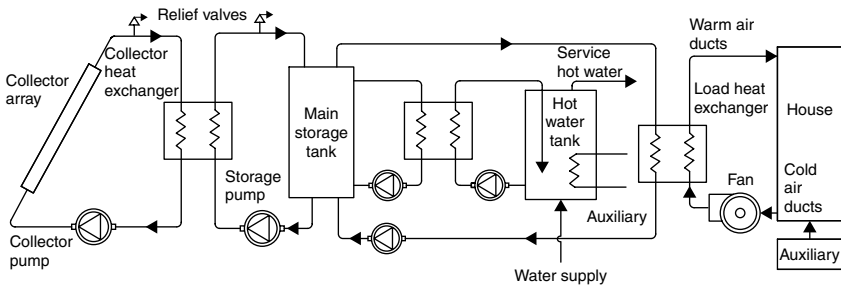 Relief valves
Collector
array
Collector
heat
exchanger
Collector
pump
Storage
pump
Main
storage
tank
Service
hot water
Hot
water
tank
Auxiliary
Water supply
Warm air
ducts
Load heat
exchanger
Fan
House
Cold
air
ducts
Auxiliary